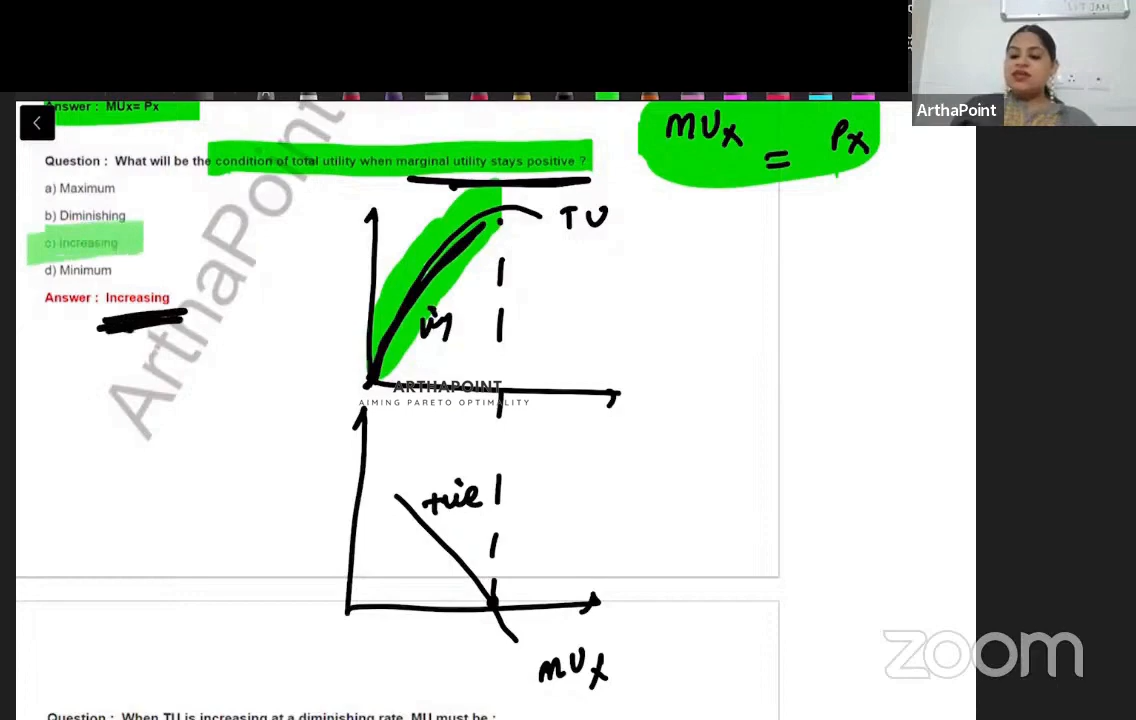 ArthaPoint
Answer : MUx= Px
MUx = Px
Question : What will be the condition of total utility when marginal utility stays positive ?
a) Maximum
b) Diminishing
c) Increasing
d) Minimum
Answer : Increasing
TU
ARTHAPOINT
AIMING PARETO OPTIMALITY
ArthaPoint
+ive
MUx
zoom
Question : When TU is increasing at a diminishing rate, MU must be :